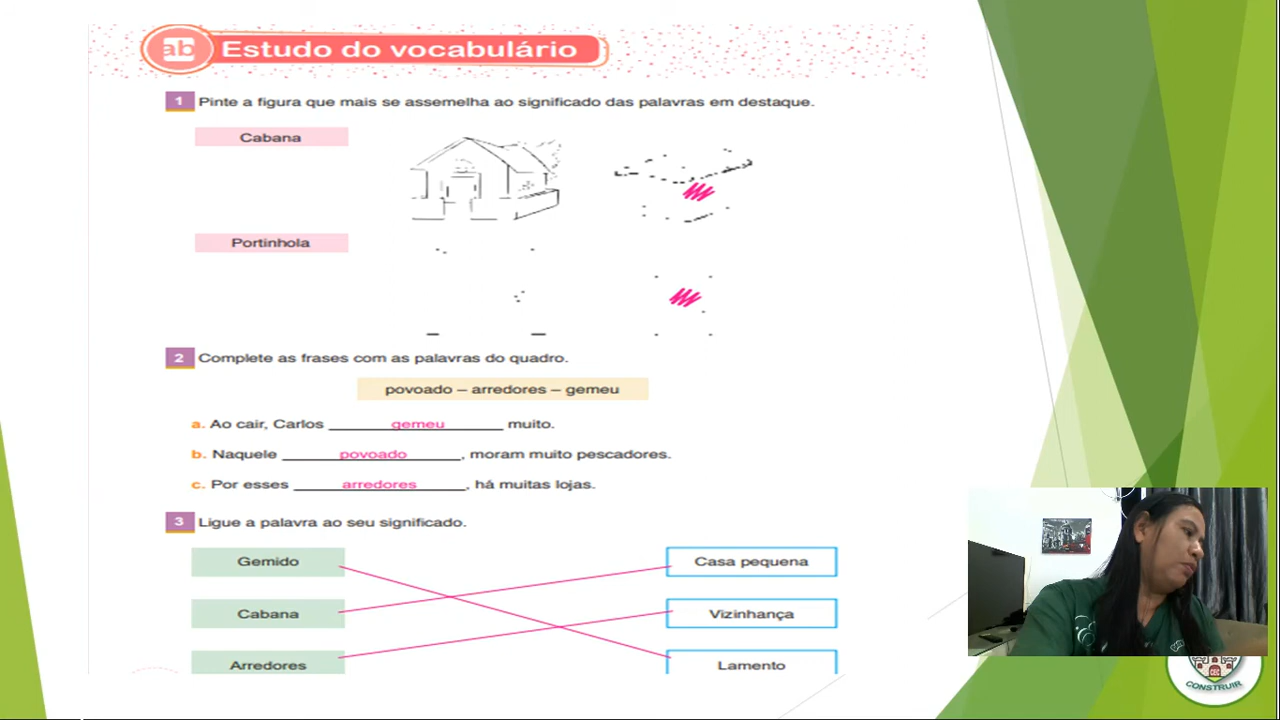 ab Estudo do vocabulário
1 Pinte a figura que mais se assemelha ao significado das palavras em destaque.
Cabana
Portinhola
2 Complete as frases com as palavras do quadro.
povoado – arredores – gemeu
a. Ao cair, Carlos gemeu muito.
b. Naquele povoado, moram muito pescadores.
c. Por esses arredores, há muitas lojas.
3 Ligue a palavra ao seu significado.
Gemido Casa pequena
Cabana Vizinhança
Arredores Lamento
CONSTRUIR